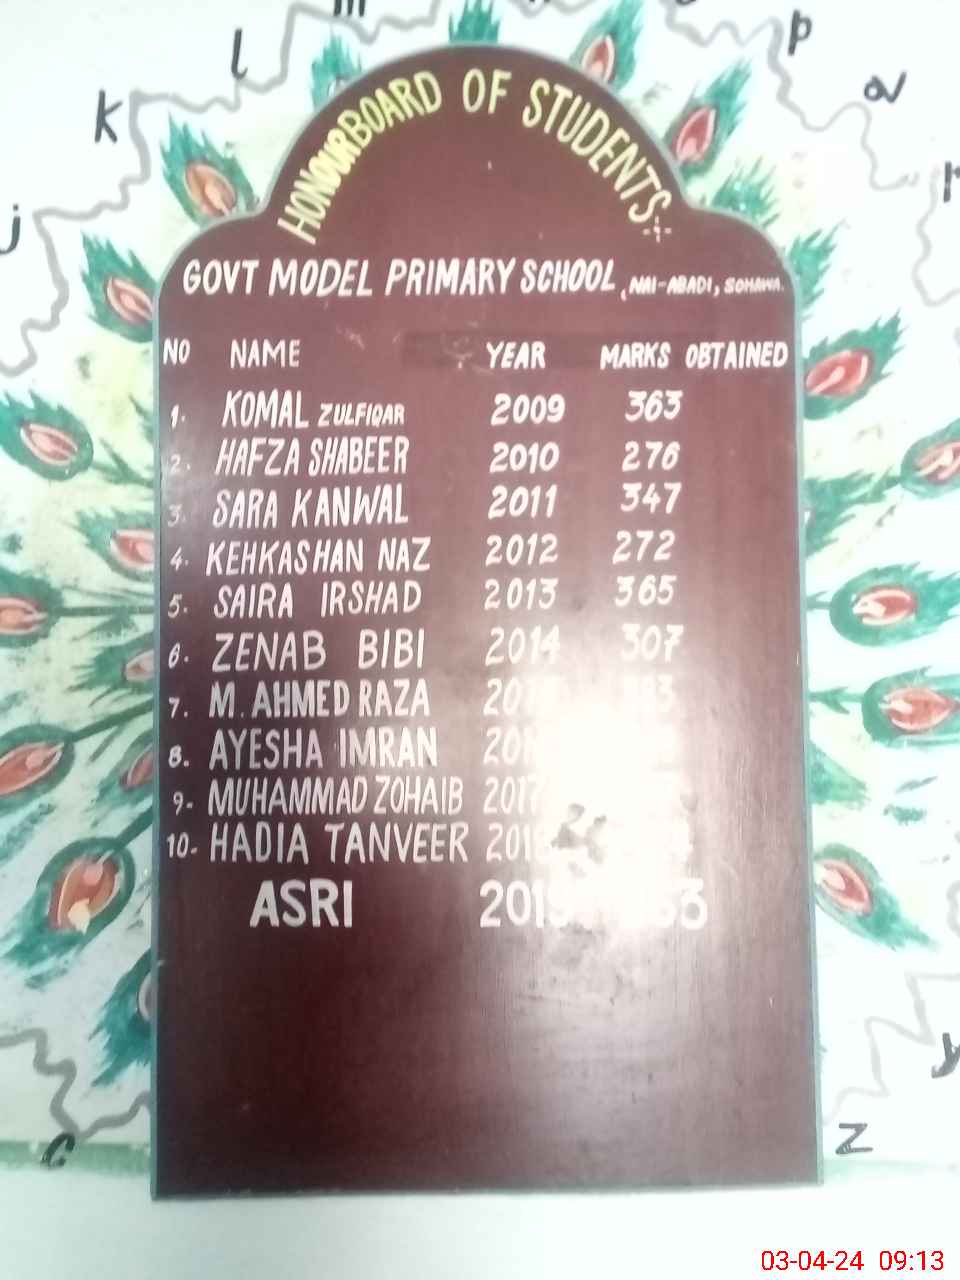 m
l
p
k
q
j
HONOUR BOARD OF STUDENTS
GOVT MODEL PRIMARY SCHOOL, NAI-ABADI, SOHAWA.
NO NAME YEAR MARKS OBTAINED
1. KOMAL ZULFIQAR 2009 363
2. HAFZA SHABEER 2010 276
3. SARA KANWAL 2011 347
4. KEHKASHAN NAZ 2012 272
5. SAIRA IRSHAD 2013 365
6. ZENAB BIBI 2014 307
7. M. AHMED RAZA
8. AYESHA IMRAN
9. MUHAMMAD ZOHAIB 2017
10. HADIA TANVEER 2018
ASRI 2019
y
z
c
03-04-24 09:13